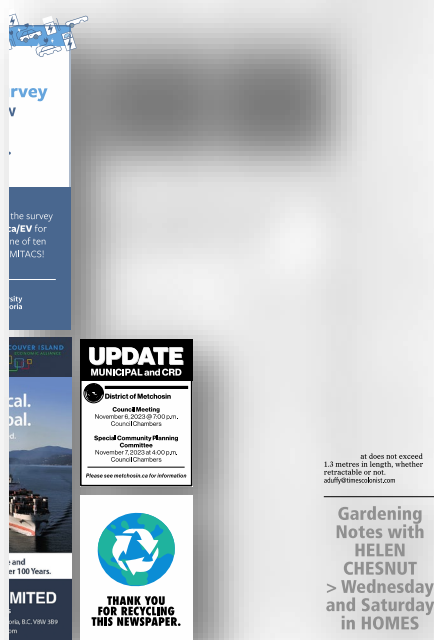 rvey
w
the survey
ca/EV for
ne of ten
MITACS!
sity
oria
COUVER ISLAND
cal.
bal.
d.
e and
er 100 Years.
MITED
s
oria, B.C. V8W 3B9
om
UPDATE
MUNICIPAL and CRD
District of Metchosin
Council Meeting
November 6, 2023 @ 7:00 p.m.
Council Chambers
Special Community Planning
Committee
November 7, 2023 at 4:00 p.m.
Council Chambers
Please see metchosin.ca for information
THANK YOU
FOR RECYCLING
THIS NEWSPAPER.
at does not exceed
1.3 metres in length, whether
retractable or not.
aduffy@timescolonist.com
Gardening
Notes with
HELEN
CHESNUT
> Wednesday
and Saturday
in HOMES